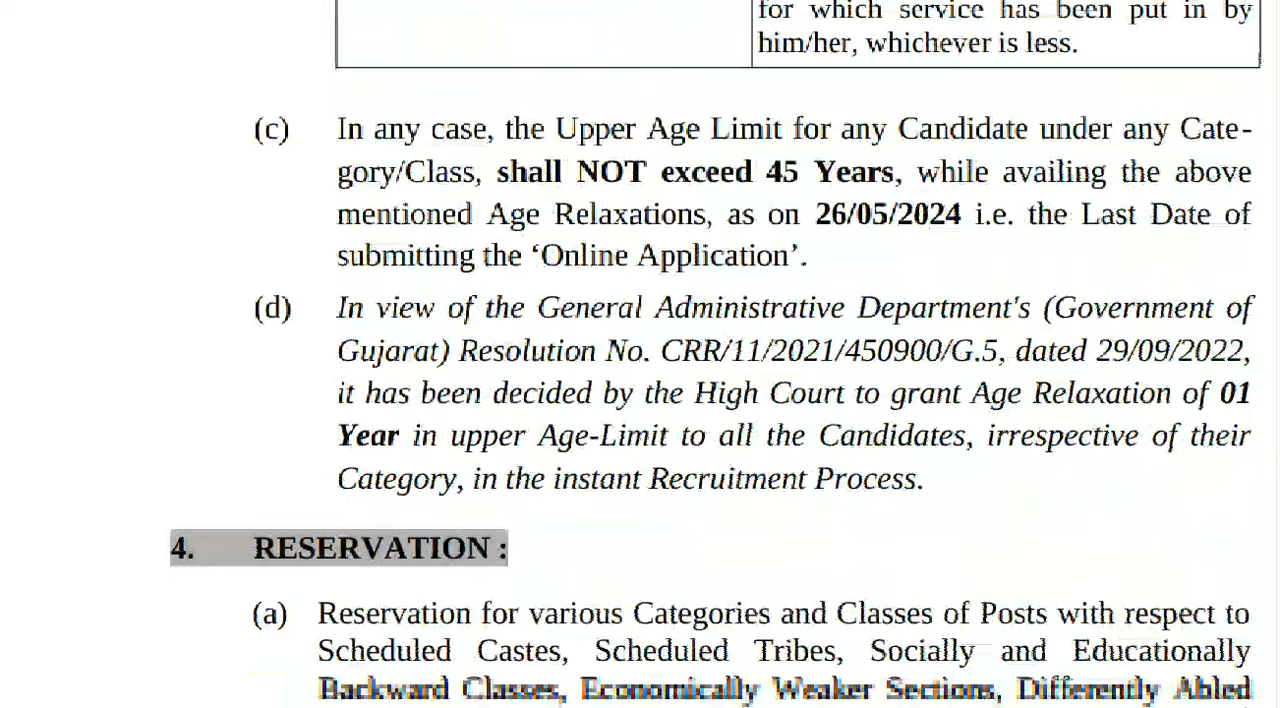 for which service has been put in by
him/her, whichever is less.
(c) In any case, the Upper Age Limit for any Candidate under any Cate-
gory/Class, shall NOT exceed 45 Years, while availing the above
mentioned Age Relaxations, as on 26/05/2024 i.e. the Last Date of
submitting the ‘Online Application’.
(d) In view of the General Administrative Department's (Government of
Gujarat) Resolution No. CRR/11/2021/450900/G.5, dated 29/09/2022,
it has been decided by the High Court to grant Age Relaxation of 01
Year in upper Age-Limit to all the Candidates, irrespective of their
Category, in the instant Recruitment Process.
4. RESERVATION :
(a) Reservation for various Categories and Classes of Posts with respect to
Scheduled Castes, Scheduled Tribes, Socially and Educationally
Backward Classes, Economically Weaker Sections, Differently Abled